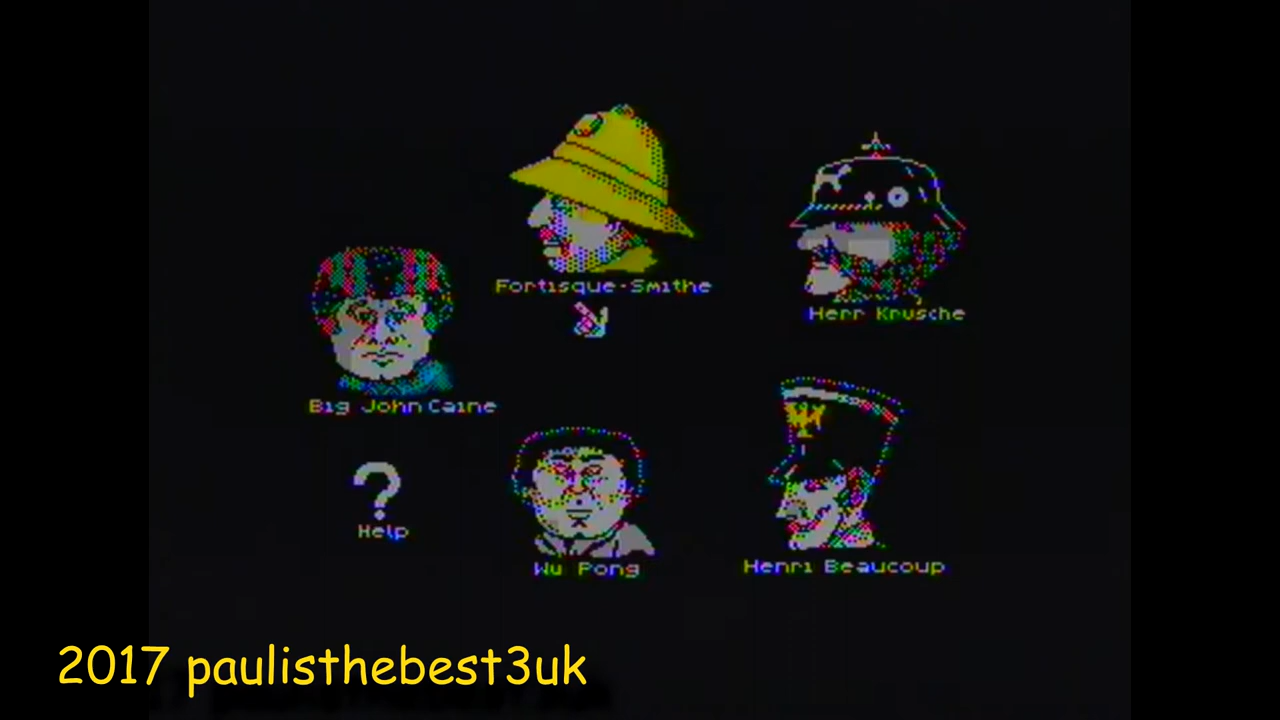 Fortisque-Smithe
Herr Krusche
Big John Caine
?
Help
Wu Pong
Henri Beaucoup
2017 paulisthebest3uk